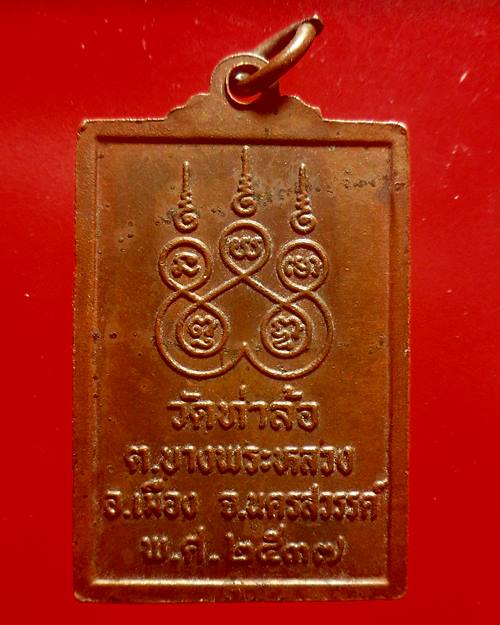 วัดท่าล้อ
ต.บางพระหลวง
อ.เมือง จ.นครสวรรค์
พ.ศ.๒๕๓๗